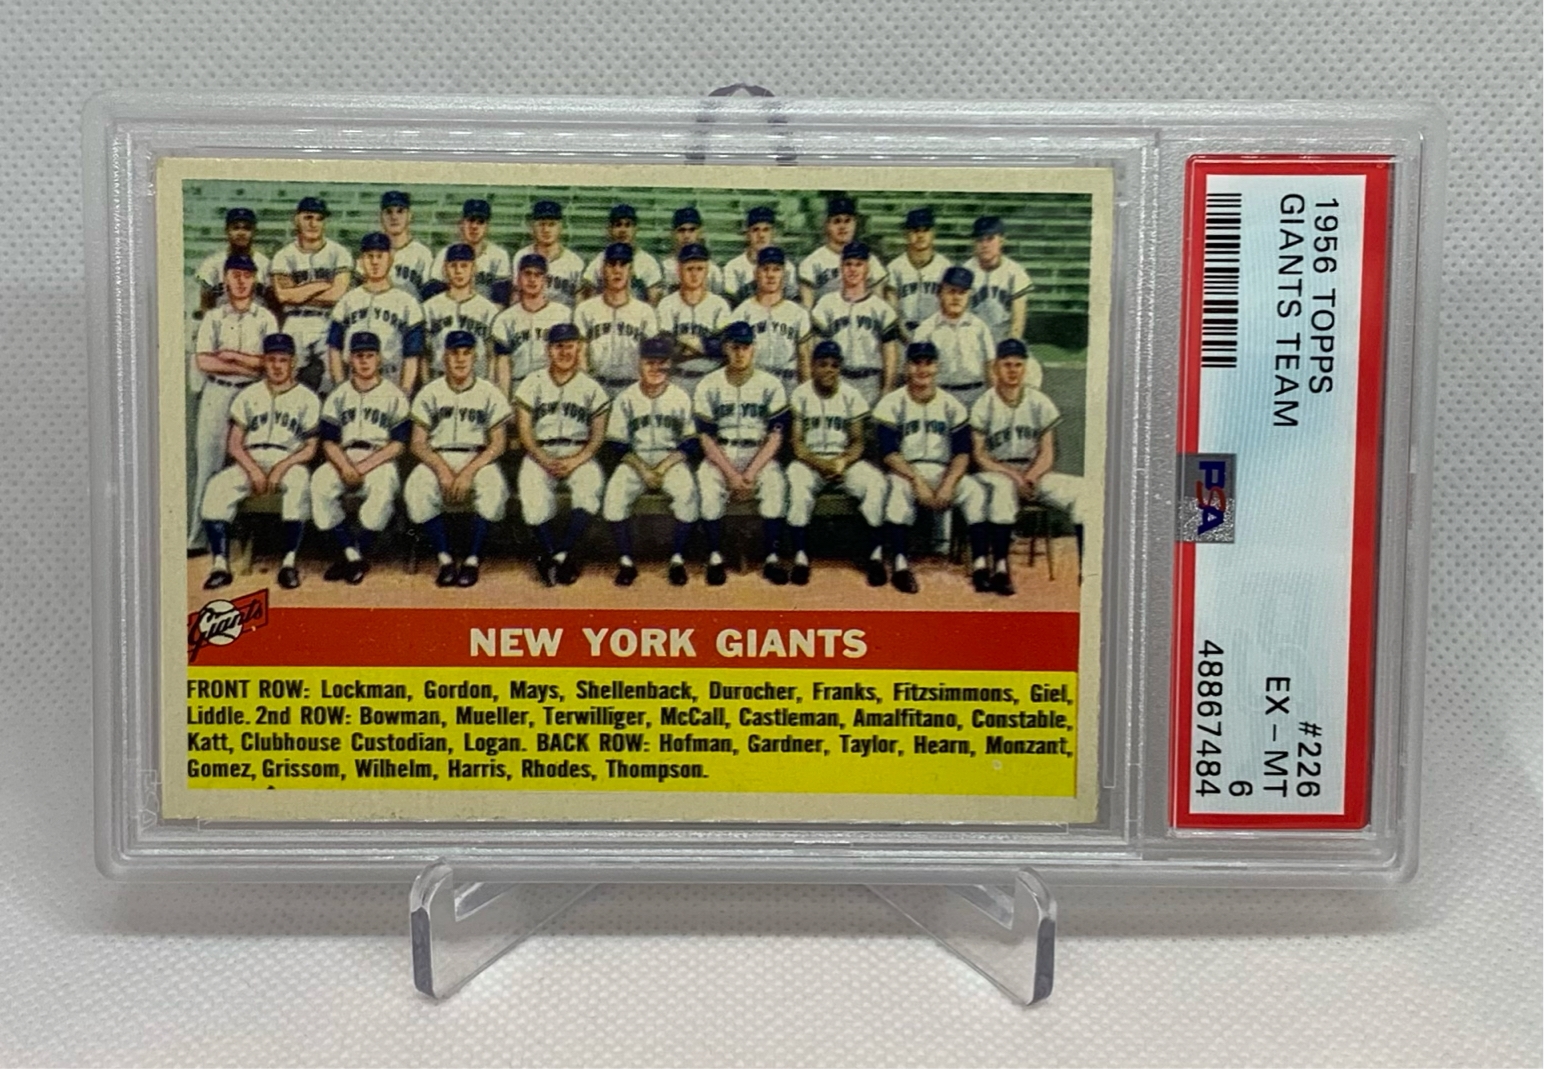 Giants
NEW YORK GIANTS
FRONT ROW: Lockman, Gordon, Mays, Shellenback, Durocher, Franks, Fitzsimmons, Giel,
Liddle. 2nd ROW: Bowman, Mueller, Terwilliger, McCall, Castleman, Amalfitano, Constable,
Katt, Clubhouse Custodian, Logan. BACK ROW: Hofman, Gardner, Taylor, Hearn, Monzant,
Gomez, Grissom, Wilhelm, Harris, Rhodes, Thompson.
1956 TOPPS #226
GIANTS TEAM EX-MT
6
PSA 48867484